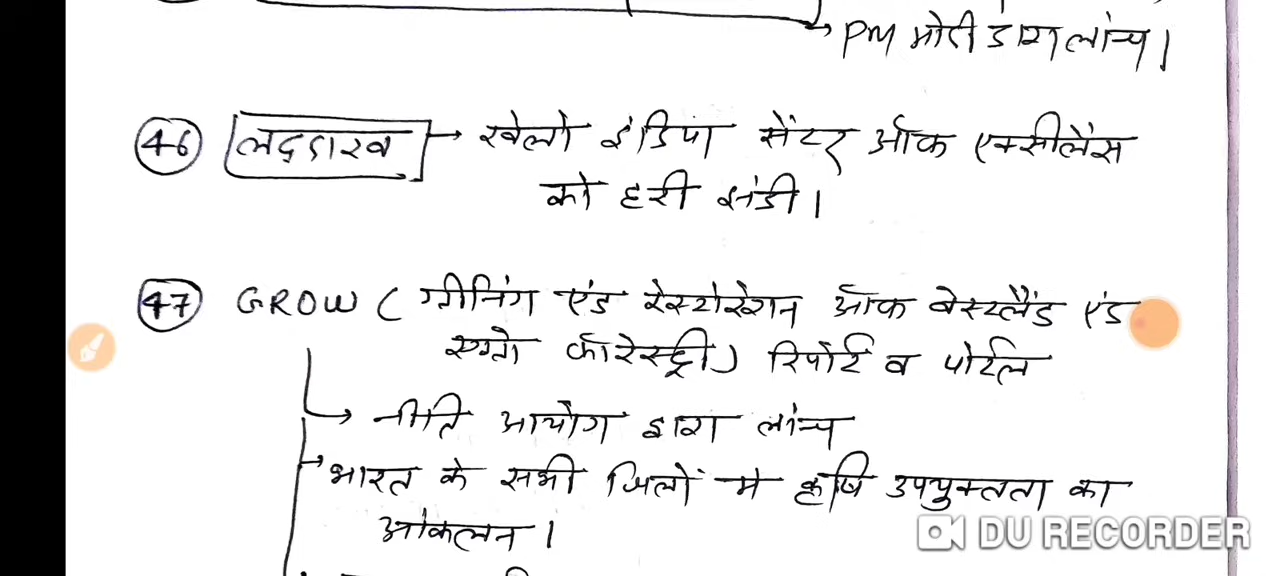 → PM मोदी द्वारा लांन्च।
46 लद्दाख → खेलो इंडिया सेंटर ऑफ एक्सीलेंस
को हरी झंडी।
47 GROW ( ग्रीनिंग एंड रेस्टोरेशन ऑफ वेस्टलैंड एंड
एग्रो फॉरेस्ट्री) रिपोर्ट व पोर्टल
→ नीति आयोग द्वारा लांन्च
→ भारत के सभी जिलों मे कृषि उपयुक्तता का
आंकलन।
DU RECORDER